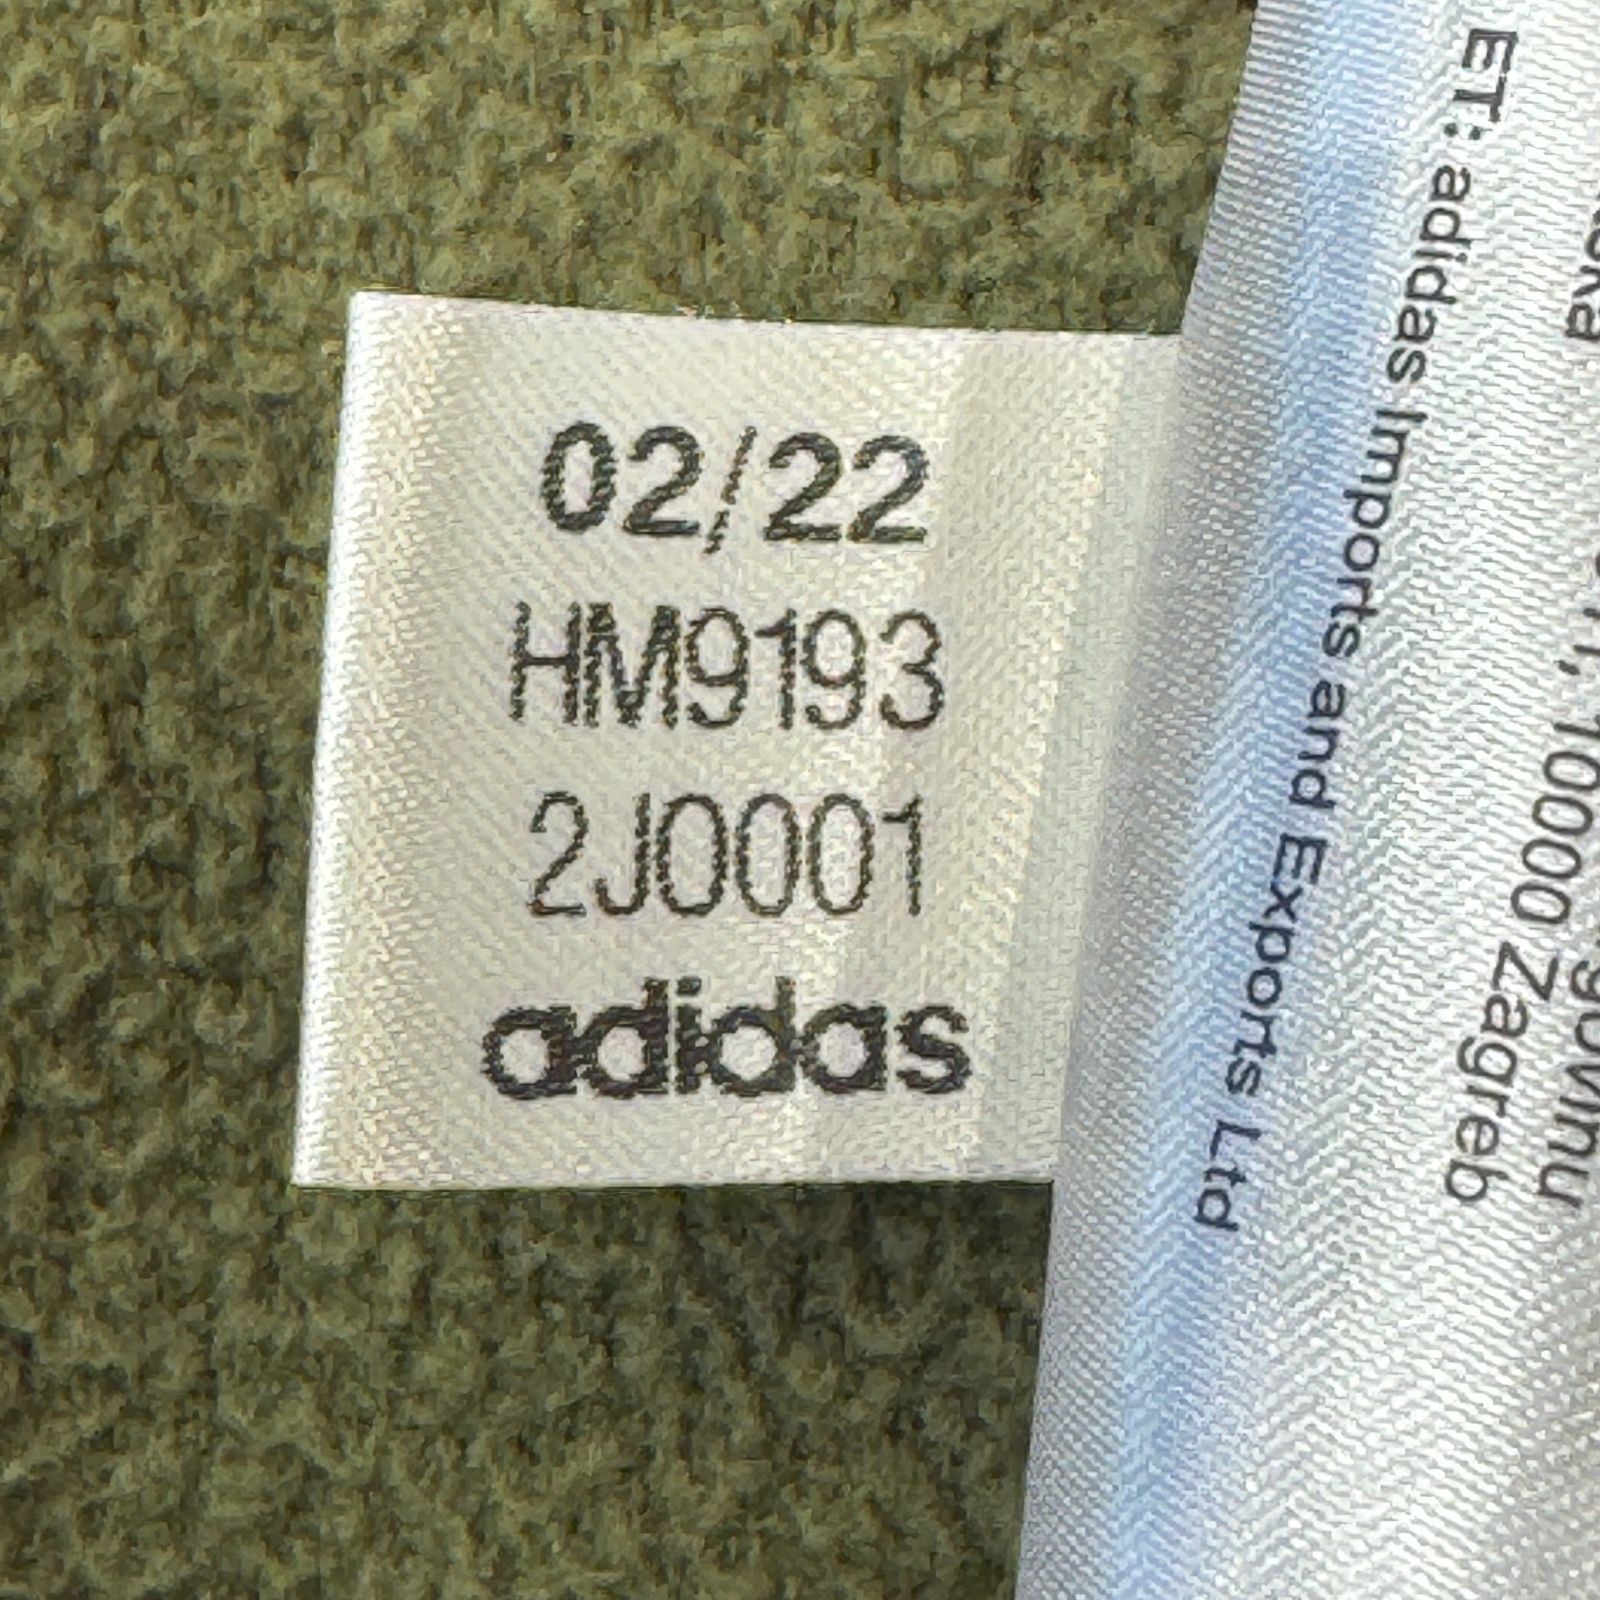 02/22
HM9193
2J0001
adidas
ET: adidas Imports and Exports Ltd
10000 Zagreb